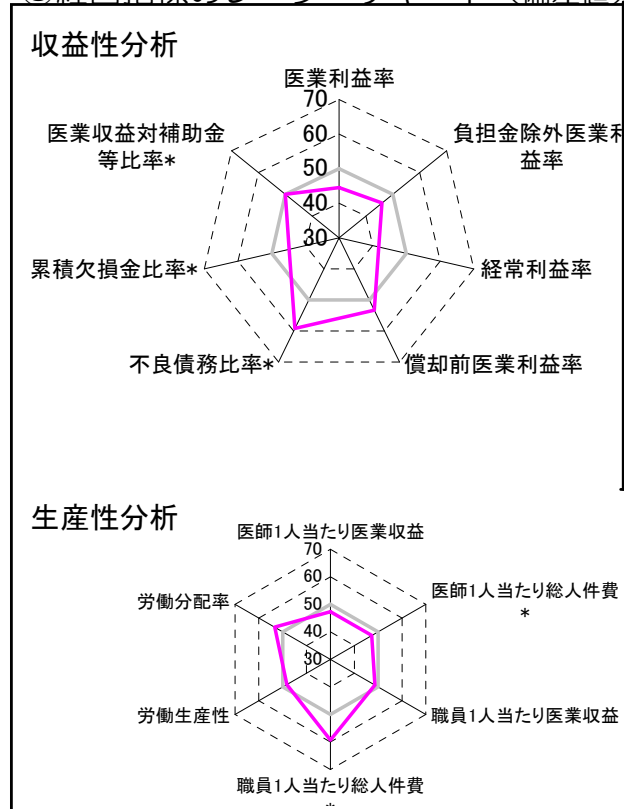 収益性分析
医業利益率
70
60
50
40
30
負担金除外医業利
益率
経常利益率
償却前医業利益率
不良債務比率*
累積欠損金比率*
医業収益対補助金
等比率*
生産性分析
医師1人当たり医業収益
70
60
50
40
30
医師1人当たり総人件費
*
職員1人当たり医業収益
職員1人当たり総人件費
*
労働生産性
労働分配率